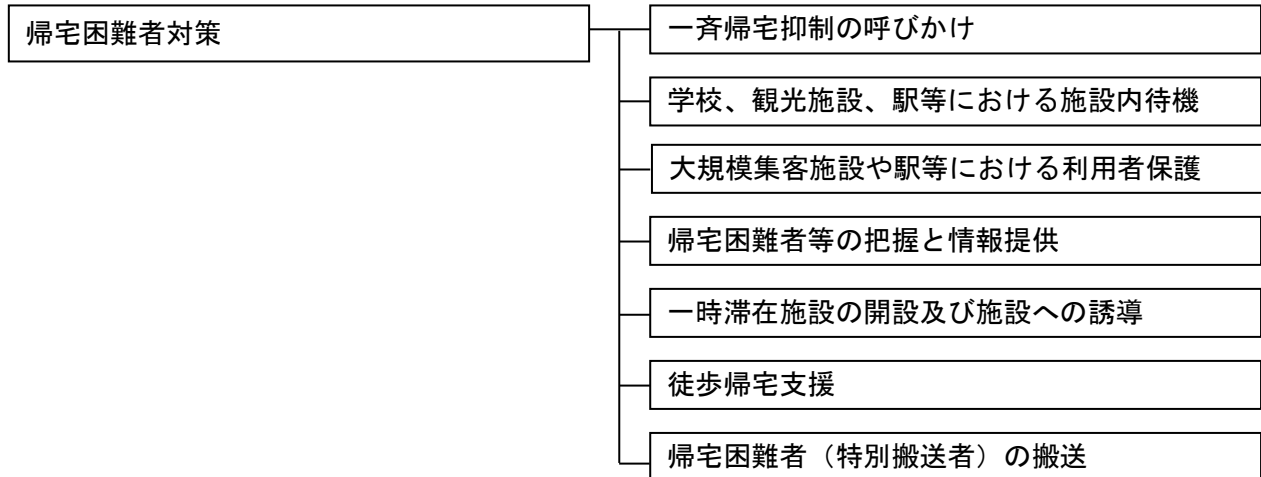 帰宅困難者対策
一斉帰宅抑制の呼びかけ
学校、観光施設、駅等における施設内待機
大規模集客施設や駅等における利用者保護
帰宅困難者等の把握と情報提供
一時滞在施設の開設及び施設への誘導
徒歩帰宅支援
帰宅困難者（特別搬送者）の搬送